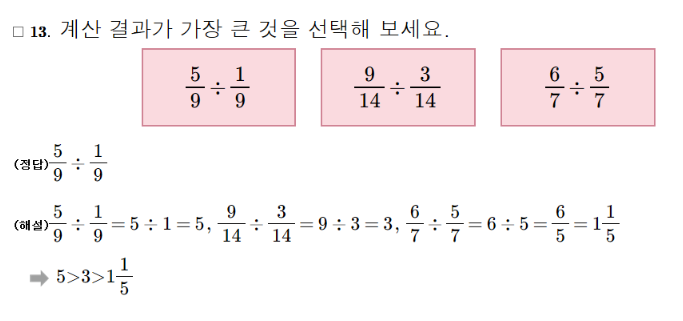 □ 13. 계산 결과가 가장 큰 것을 선택해 보세요.
5/9 ÷ 1/9    9/14 ÷ 3/14    6/7 ÷ 5/7
(정답) 5/9 ÷ 1/9
(해설) 5/9 ÷ 1/9 = 5 ÷ 1 = 5, 9/14 ÷ 3/14 = 9 ÷ 3 = 3, 6/7 ÷ 5/7 = 6 ÷ 5 = 6/5 = 1 1/5
➡ 5>3>1 1/5